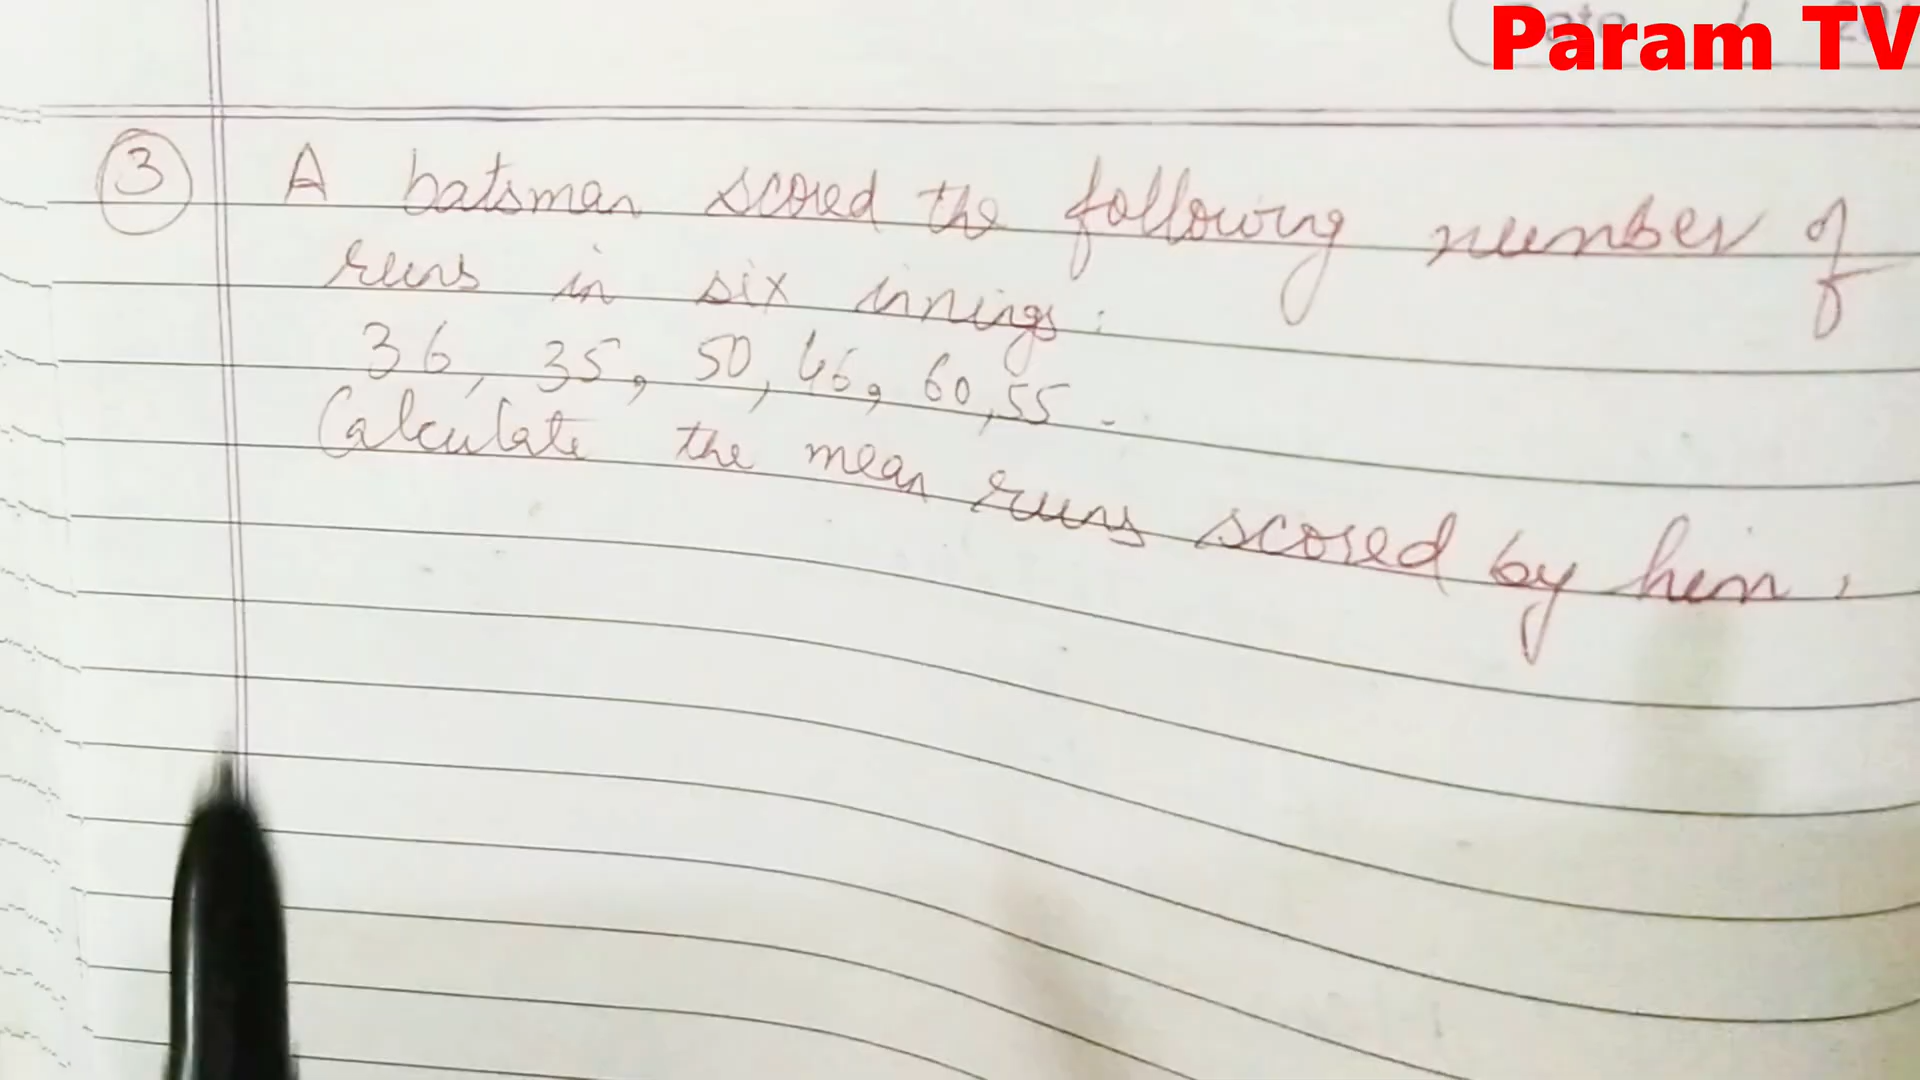 Param TV
3 A batsman scored the following number of
runs in six innings:
36, 35, 50, 46, 60, 55.
Calculate the mean runs scored by him.